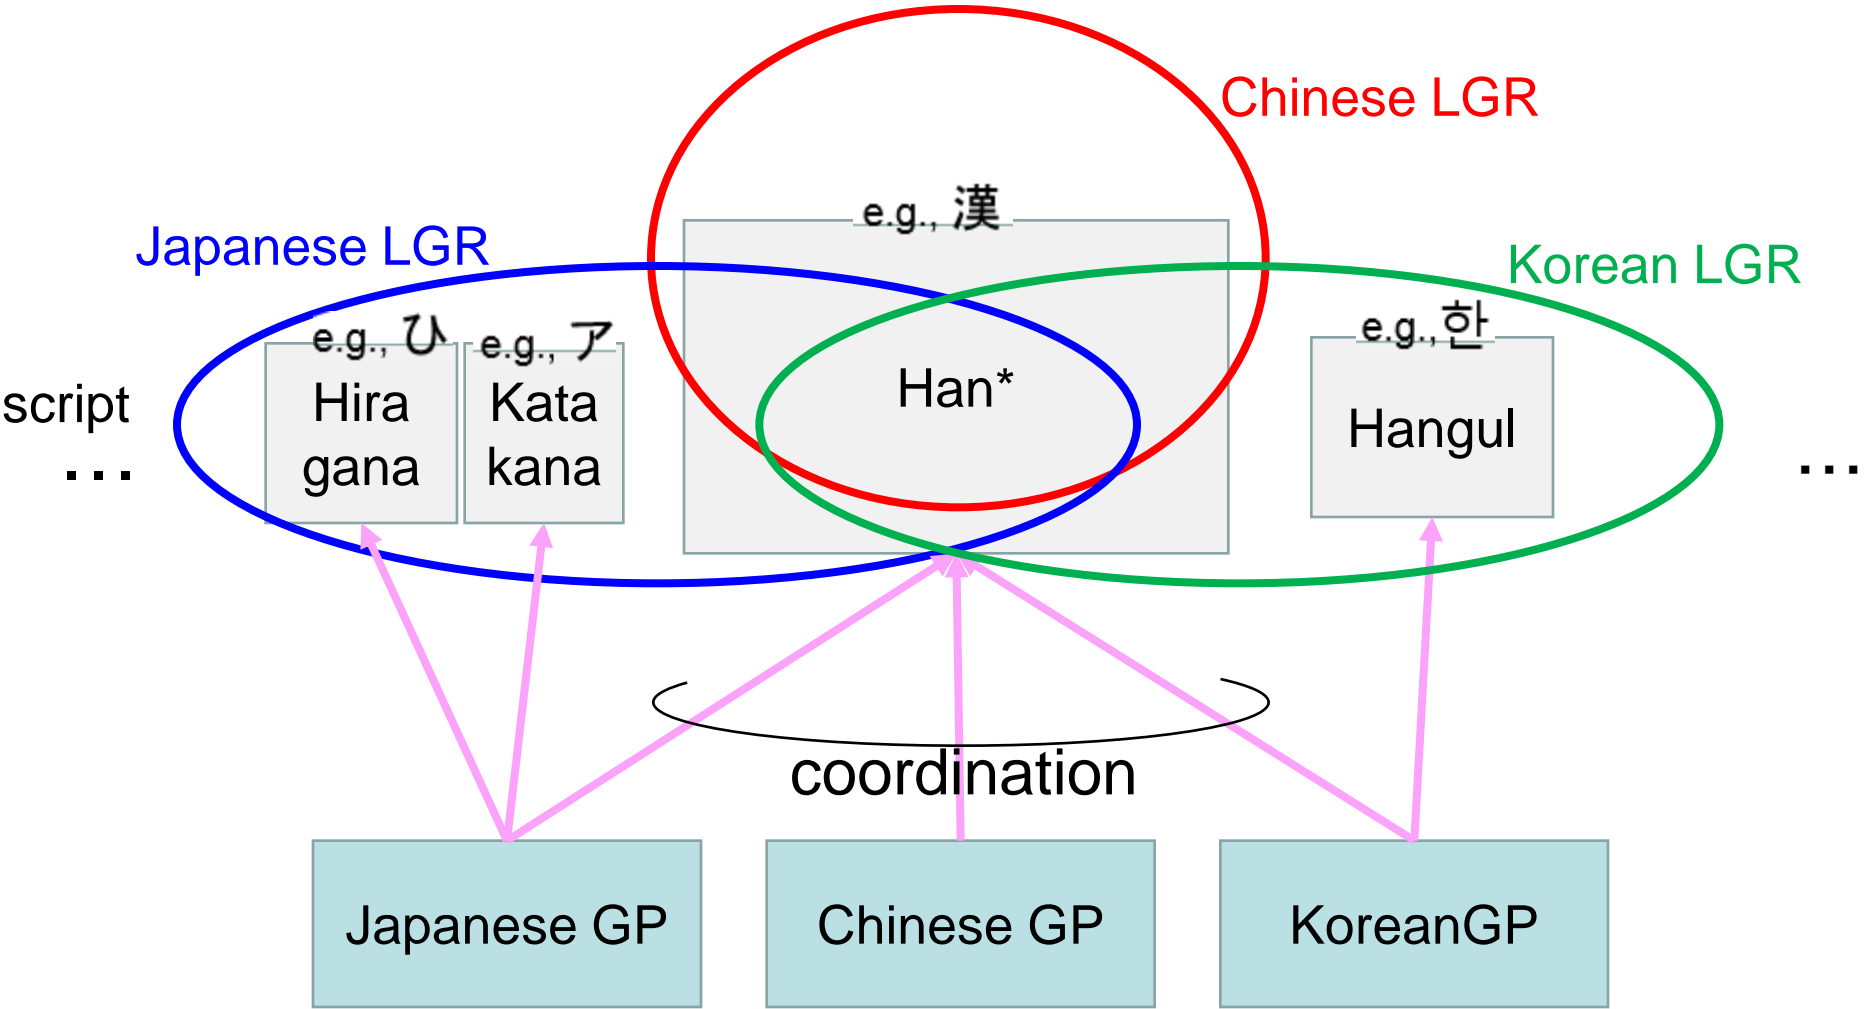 Chinese LGR
e.g., 漢
Japanese LGR
Korean LGR
e.g., ひ
e.g., ア
e.g., 한
script
...
Hira
gana
Kata
kana
Han*
Hangul
...
coordination
Japanese GP
Chinese GP
KoreanGP